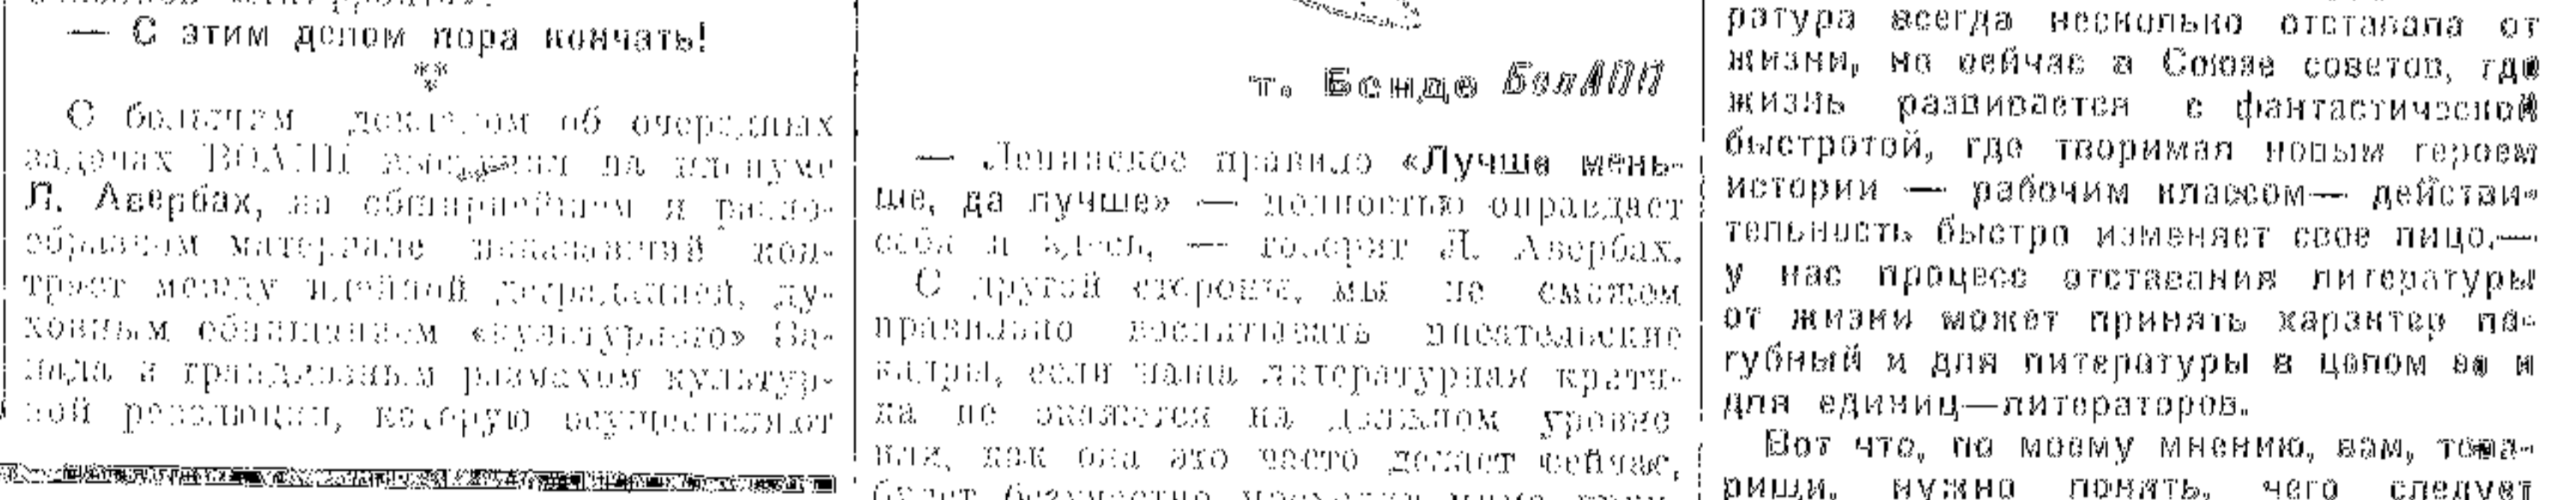 — С этим делом пора кончать!
***
С большим докладом об очередных
задачах ВОАПП выступил на пленуме
Л. Авербах, на обширнейшем и разно-
образном материале показавший кон-
траст между идейной деградацией, ду-
ховным обнищанием «культурного» За-
пада и грандиозным размахом культур-
ной революции, которую осуществляют
т. Бенде БелАПП
— Ленинское правило «Лучше мень-
ше, да лучше» — полностью оправдает
себя и здесь, — говорит Л. Авербах.
С другой стороны, мы не сможем
правильно воспитывать писательские
кадры, если наша литературная крити-
ка не окажется на должном уровне
или, как она это часто делает сейчас,
будет безучастно
ратура всегда несколько отставала от
жизни, но сейчас в Союзе советов, где
жизнь развивается с фантастической
быстротой, где творимая новым героем
истории — рабочим классом— действи-
тельность быстро изменяет свое лицо,—
у нас процесс отставания литературы
от жизни может принять характер па-
губный и для литературы в целом ее и
для единиц—литераторов.
Вот что, по моему мнению, вам, това-
рищи, нужно понять, чего следует